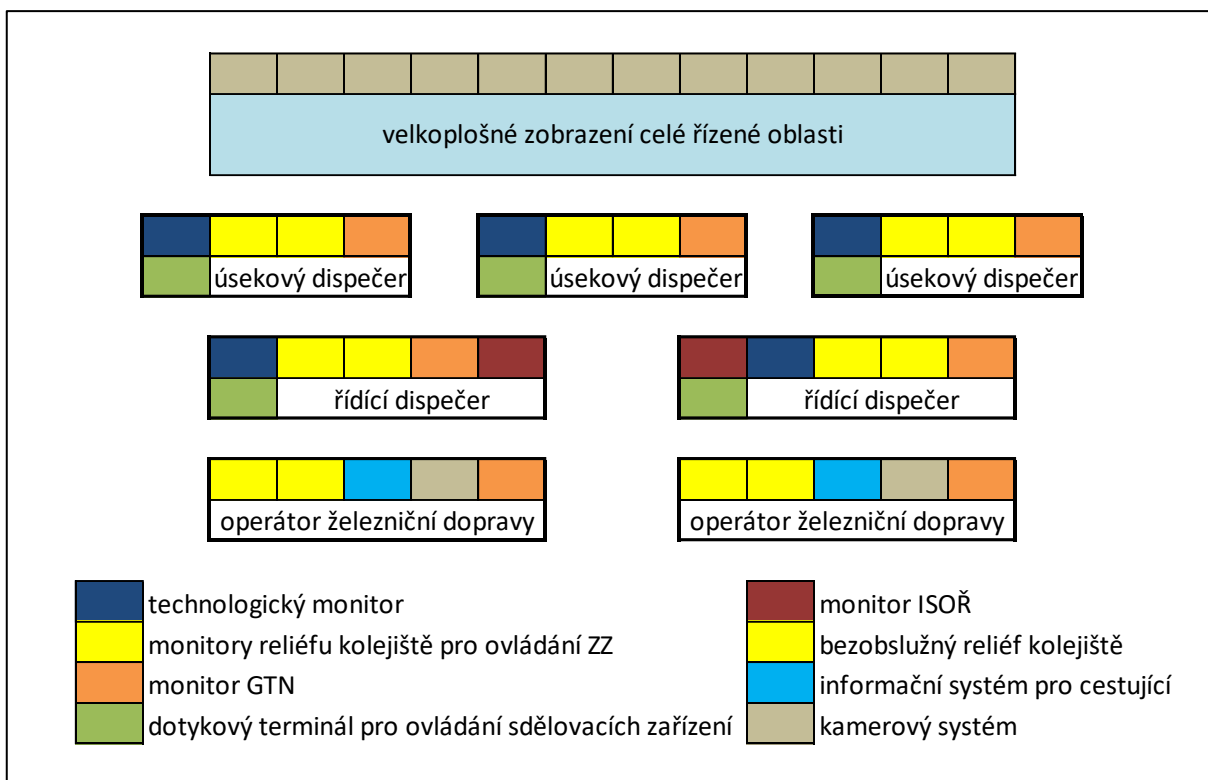 velkoplošné zobrazení celé řízené oblasti
úsekový dispečer
úsekový dispečer
úsekový dispečer
řídící dispečer
řídící dispečer
operátor železniční dopravy
operátor železniční dopravy
technologický monitor
monitory reliéfu kolejiště pro ovládání ZZ
monitor GTN
dotykový terminál pro ovládání sdělovacích zařízení
monitor ISOŘ
bezobslužný reliéf kolejiště
informační systém pro cestující
kamerový systém